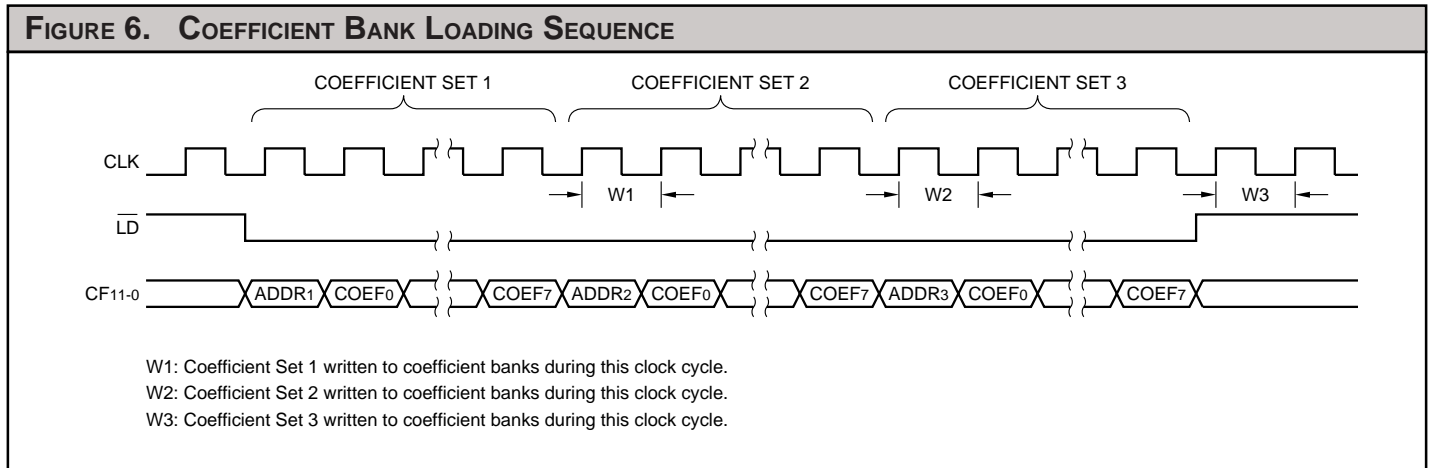 FIGURE 6. COEFFICIENT BANK LOADING SEQUENCE
COEFFICIENT SET 1 COEFFICIENT SET 2 COEFFICIENT SET 3
CLK
W1 W2 W3
LD
CF11-0 ADDR1 COEF0 COEF7 ADDR2 COEF0 COEF7 ADDR3 COEF0 COEF7
W1: Coefficient Set 1 written to coefficient banks during this clock cycle.
W2: Coefficient Set 2 written to coefficient banks during this clock cycle.
W3: Coefficient Set 3 written to coefficient banks during this clock cycle.